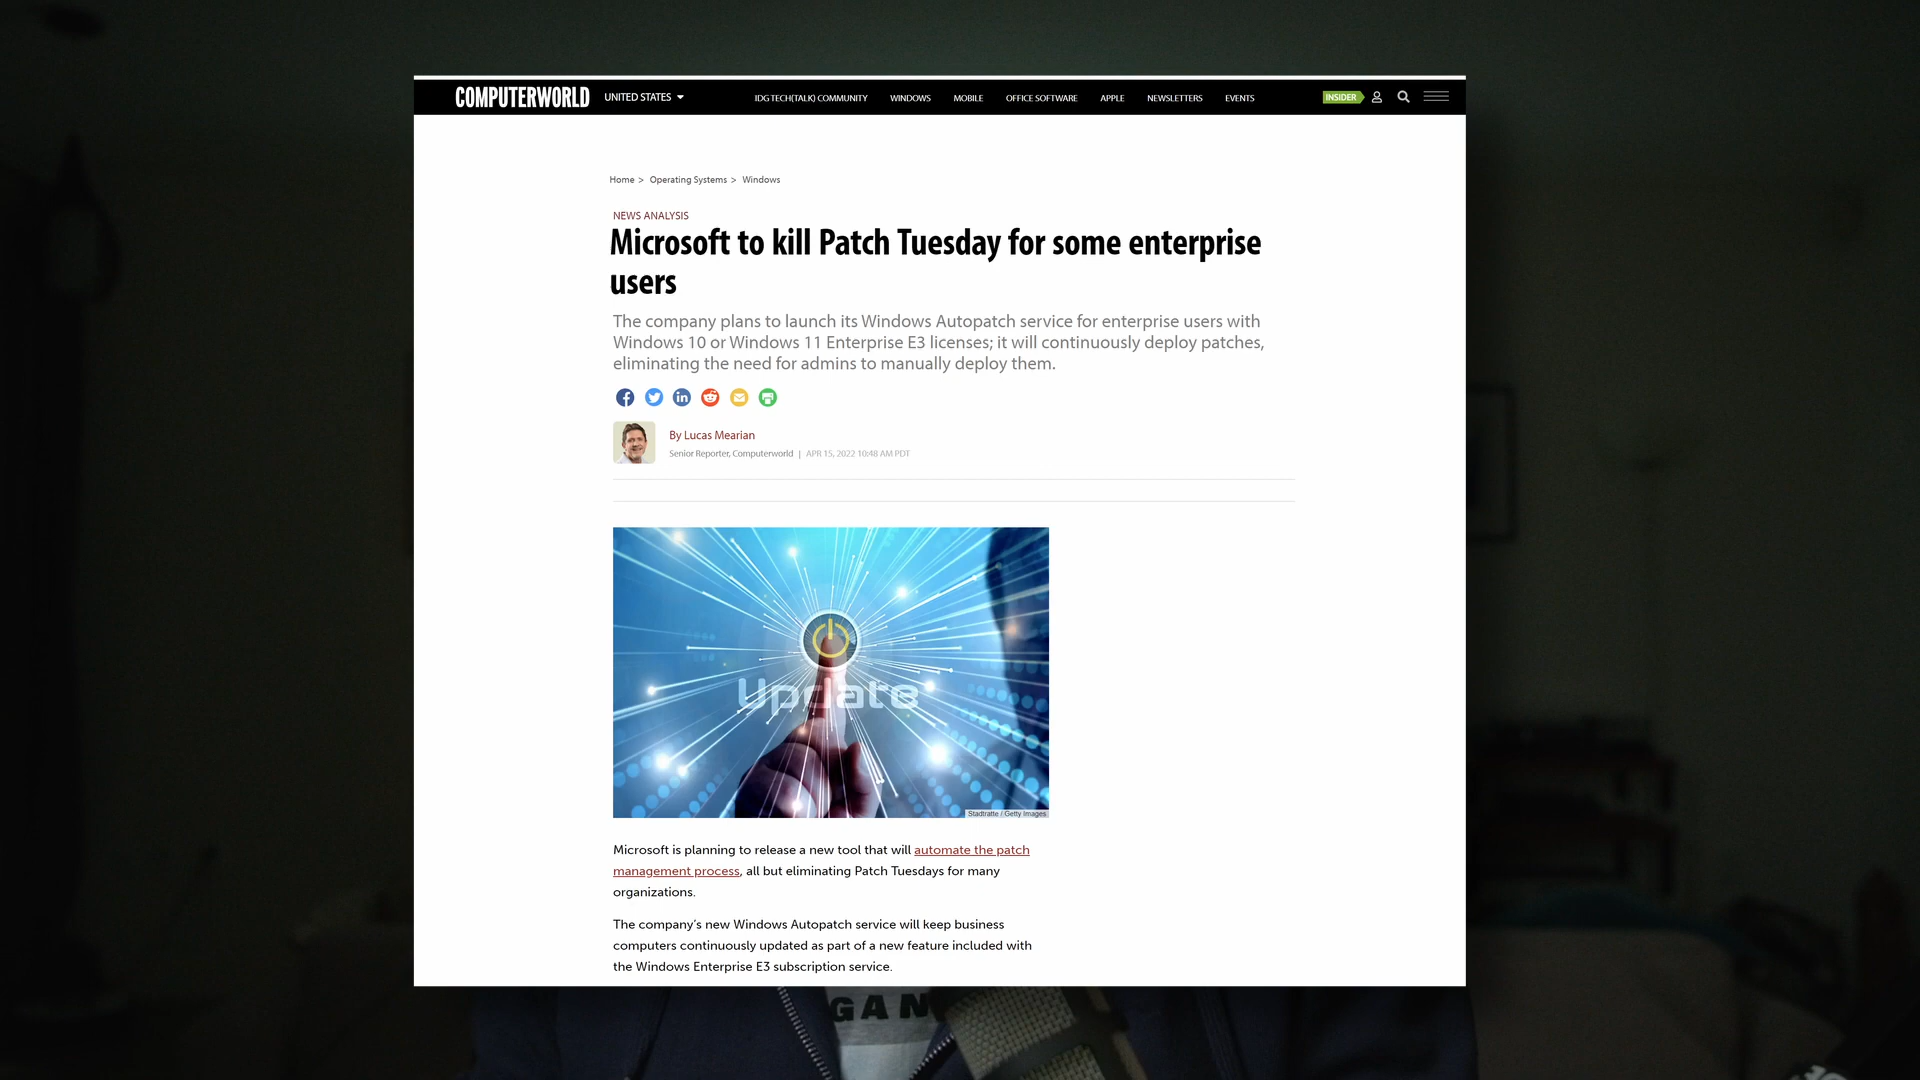 COMPUTERWORLD UNITED STATES IDG TECH(TALK) COMMUNITY WINDOWS MOBILE OFFICE SOFTWARE APPLE NEWSLETTERS EVENTS INSIDER
Home > Operating Systems > Windows
NEWS ANALYSIS
Microsoft to kill Patch Tuesday for some enterprise
users
The company plans to launch its Windows Autopatch service for enterprise users with
Windows 10 or Windows 11 Enterprise E3 licenses; it will continuously deploy patches,
eliminating the need for admins to manually deploy them.
By Lucas Mearian
Senior Reporter, Computerworld | APR 15, 2022 10:48 AM PDT
Update
Stadtratte / Getty Images
Microsoft is planning to release a new tool that will automate the patch
management process, all but eliminating Patch Tuesdays for many
organizations.
The company’s new Windows Autopatch service will keep business
computers continuously updated as part of a new feature included with
the Windows Enterprise E3 subscription service.
GAN